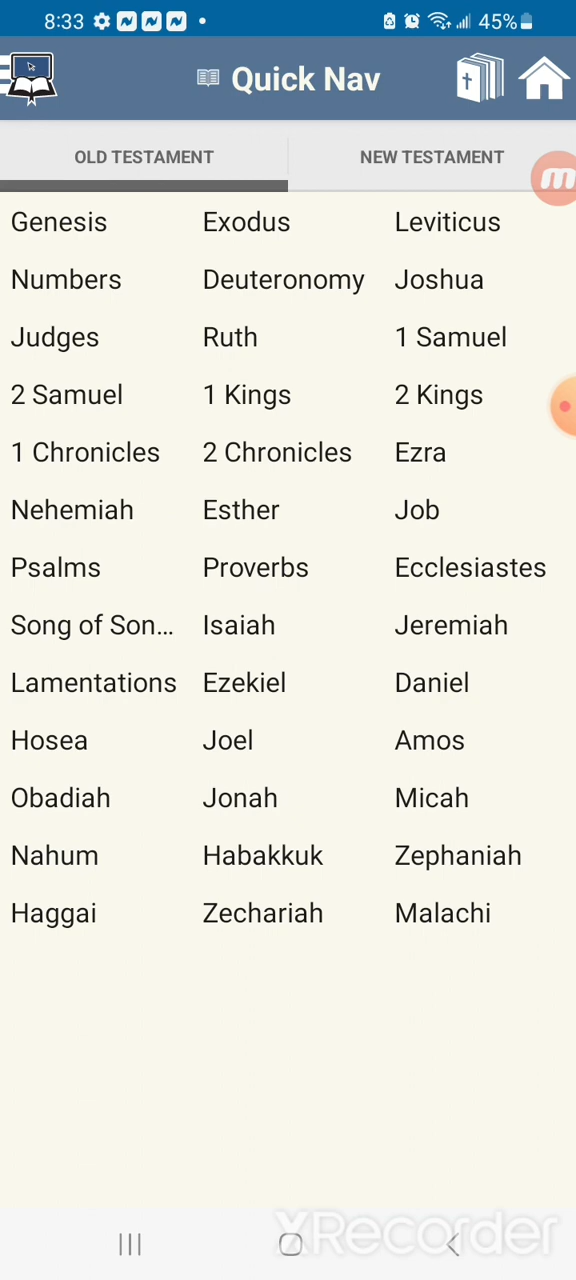 8:33 45%
Quick Nav
OLD TESTAMENT NEW TESTAMENT
Genesis Exodus Leviticus
Numbers Deuteronomy Joshua
Judges Ruth 1 Samuel
2 Samuel 1 Kings 2 Kings
1 Chronicles 2 Chronicles Ezra
Nehemiah Esther Job
Psalms Proverbs Ecclesiastes
Song of Son... Isaiah Jeremiah
Lamentations Ezekiel Daniel
Hosea Joel Amos
Obadiah Jonah Micah
Nahum Habakkuk Zephaniah
Haggai Zechariah Malachi
XRecorder